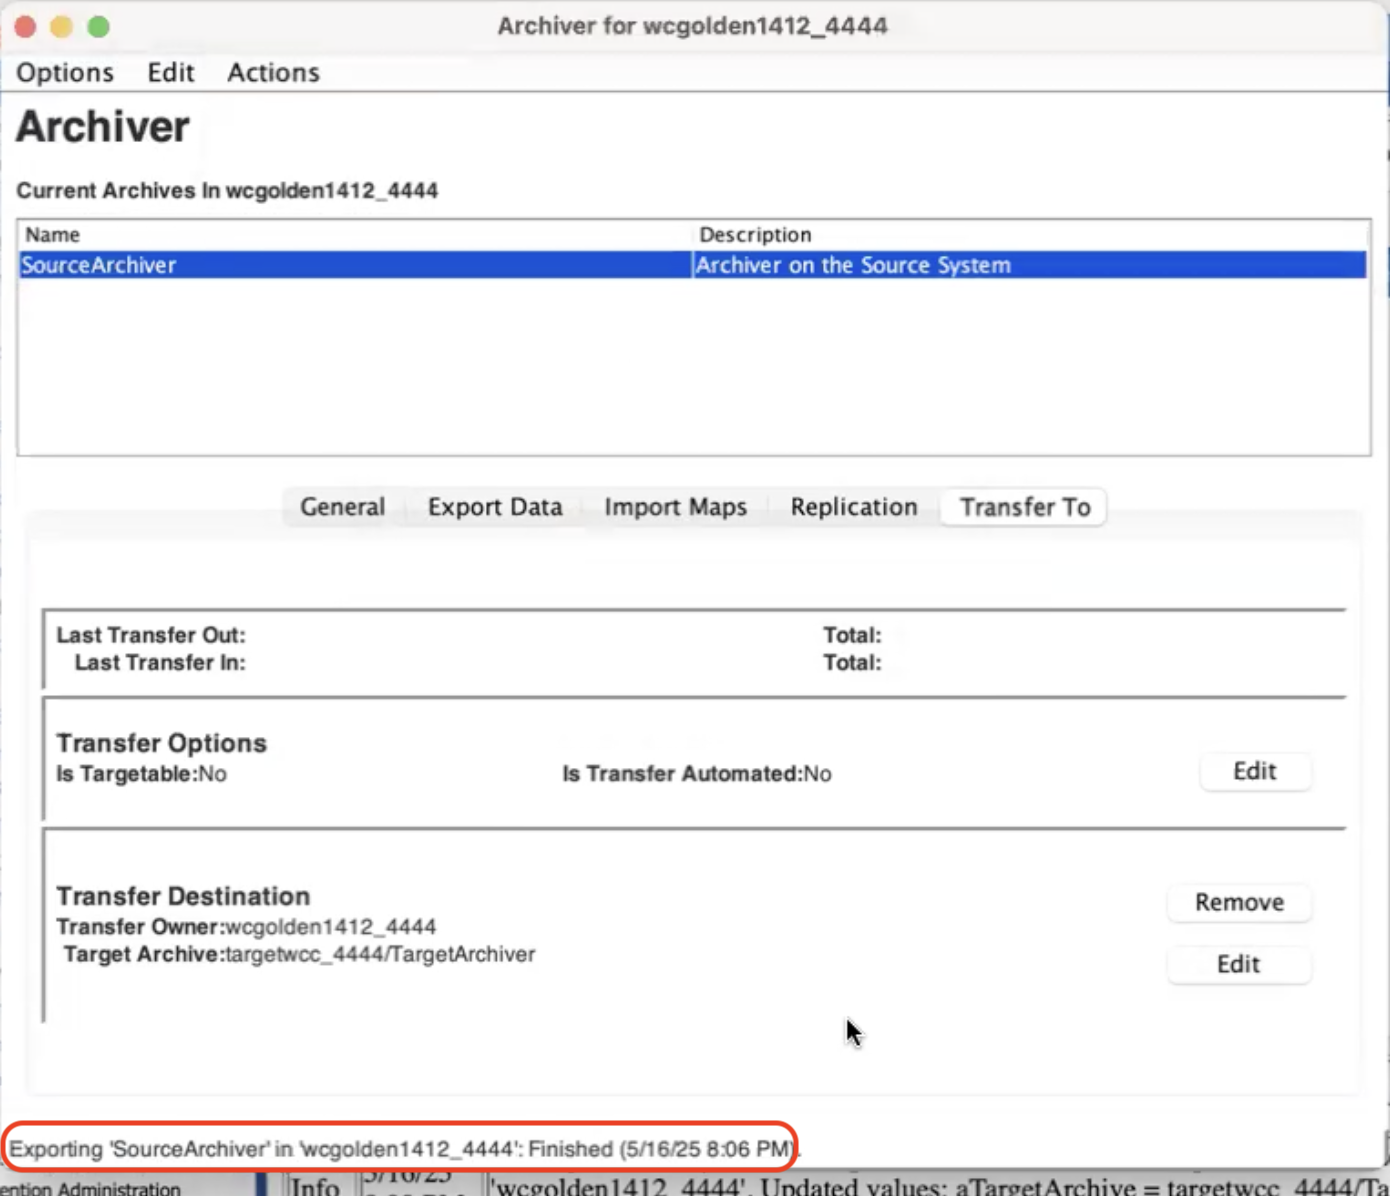 Archiver for wcgolden1412_4444
Options Edit Actions
Archiver
Current Archives In wcgolden1412_4444
Name Description
SourceArchiver Archiver on the Source System
General Export Data Import Maps Replication Transfer To
Last Transfer Out: Total:
Last Transfer In: Total:
Transfer Options
Is Targetable:No Is Transfer Automated:No Edit
Transfer Destination
Remove
Transfer Owner:wcgolden1412_4444
Target Archive:targetwcc_4444/TargetArchiver
Edit
Exporting 'SourceArchiver' in 'wcgolden1412_4444': Finished (5/16/25 8:06 PM).
ention Administration Info 5/16/25 'wcgolden1412_4444'. Updated values: aTargetArchive = targetwcc_4444/Ta